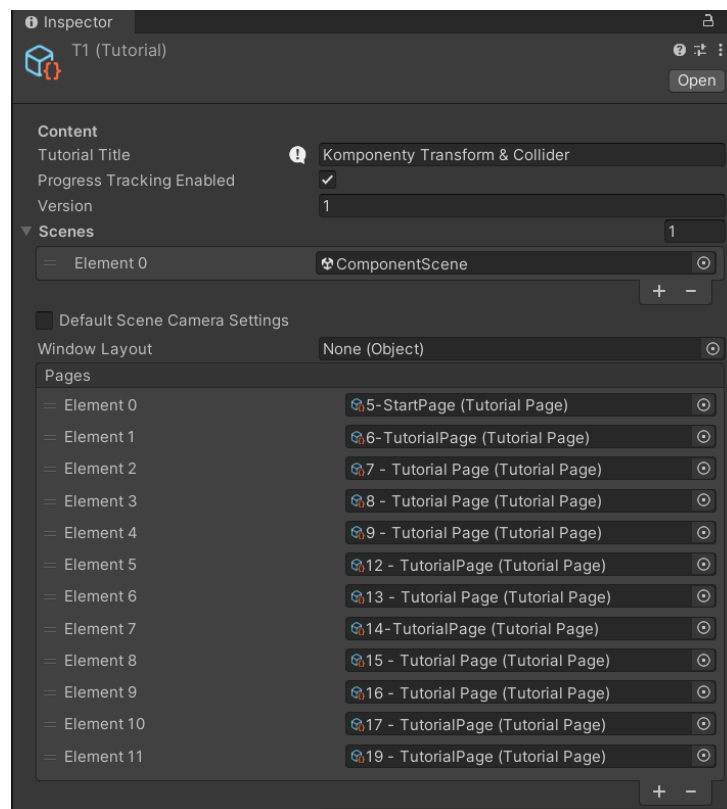 Inspector
T1 (Tutorial)
Open
Content
Tutorial Title Komponenty Transform & Collider
Progress Tracking Enabled
Version 1
Scenes 1
Element 0 ComponentScene
+ -
Default Scene Camera Settings
Window Layout None (Object)
Pages
Element 0 5-StartPage (Tutorial Page)
Element 1 6-TutorialPage (Tutorial Page)
Element 2 7 - Tutorial Page (Tutorial Page)
Element 3 8 - Tutorial Page (Tutorial Page)
Element 4 9 - Tutorial Page (Tutorial Page)
Element 5 12 - TutorialPage (Tutorial Page)
Element 6 13 - Tutorial Page (Tutorial Page)
Element 7 14-TutorialPage (Tutorial Page)
Element 8 15 - Tutorial Page (Tutorial Page)
Element 9 16 - Tutorial Page (Tutorial Page)
Element 10 17 - TutorialPage (Tutorial Page)
Element 11 19 - TutorialPage (Tutorial Page)
+ -